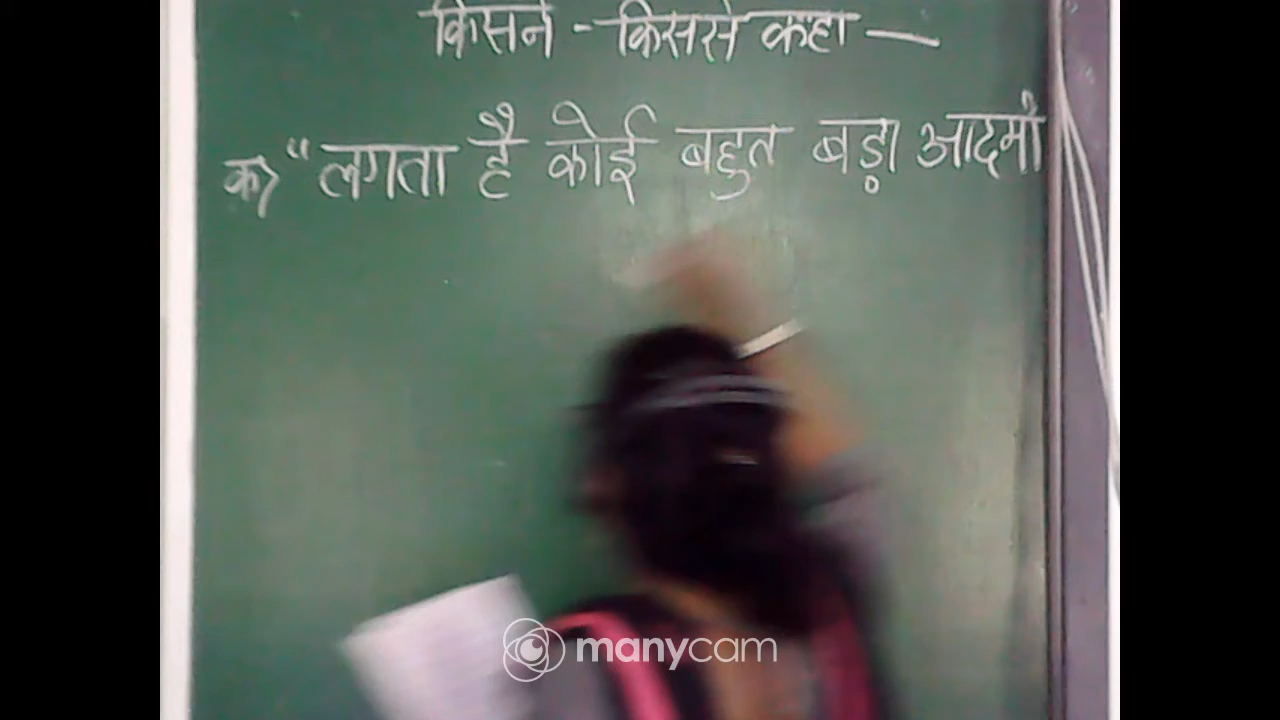 किसने - किससे कहा —
क) "लगता है कोई बहुत बड़ा आदमी
manycam